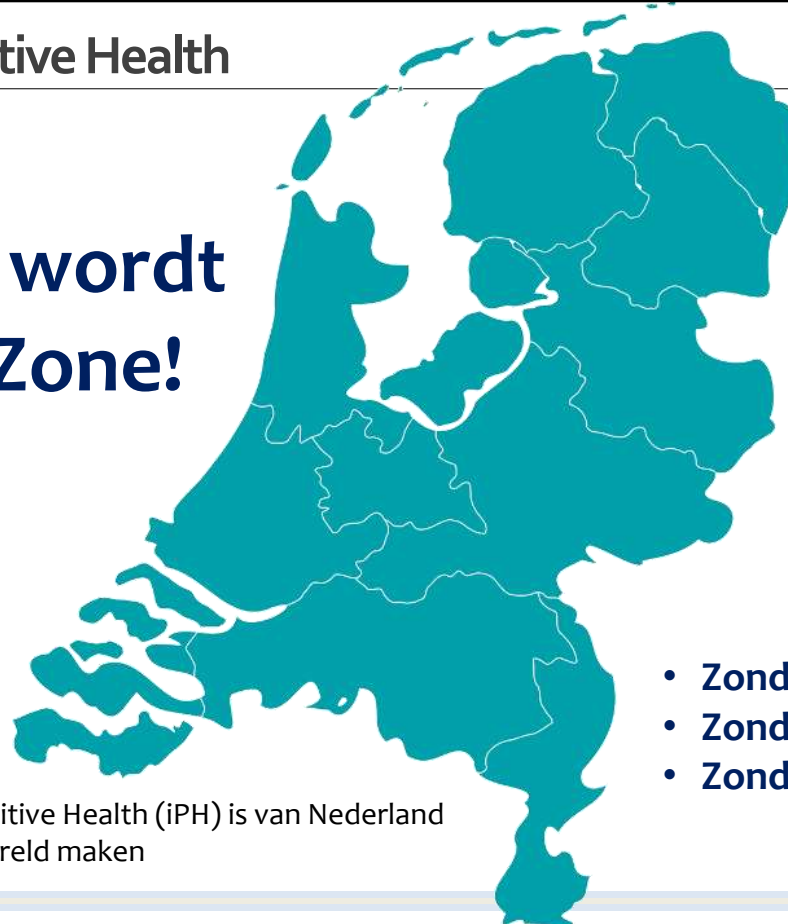 tive Health
wordt
Zone!
• Zond
• Zond
• Zond
itive Health (iPH) is van Nederland
reld maken